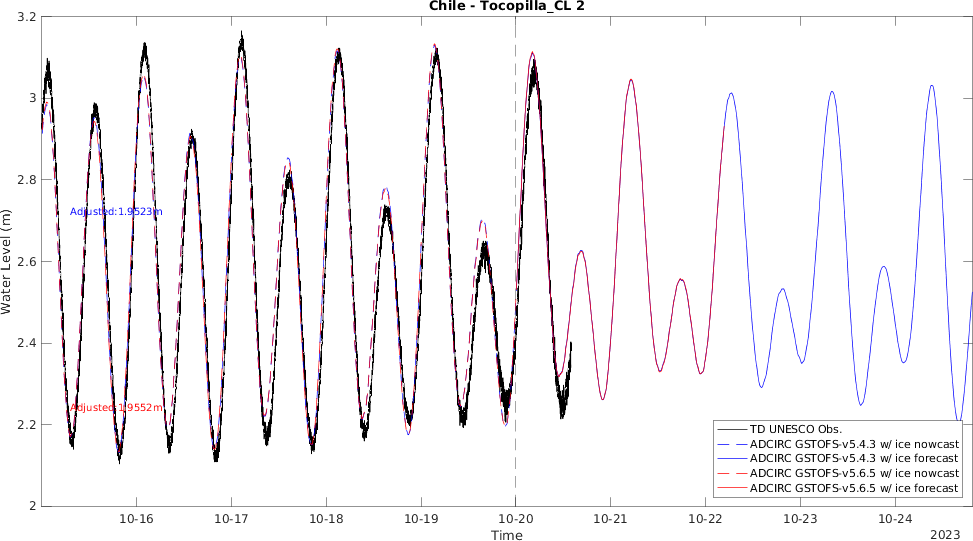 Chile - Tocopilla_CL 2
3.2
3
2.8
2.6
2.4
2.2
2
Water Level (m)
Adjusted:1.9523m
Adjusted:1.9552m
TD UNESCO Obs.
ADCIRC GSTOFS-v5.4.3 w/ ice nowcast
ADCIRC GSTOFS-v5.4.3 w/ ice forecast
ADCIRC GSTOFS-v5.6.5 w/ ice nowcast
ADCIRC GSTOFS-v5.6.5 w/ ice forecast
10-16 10-17 10-18 10-19 10-20 10-21 10-22 10-23 10-24
Time
2023